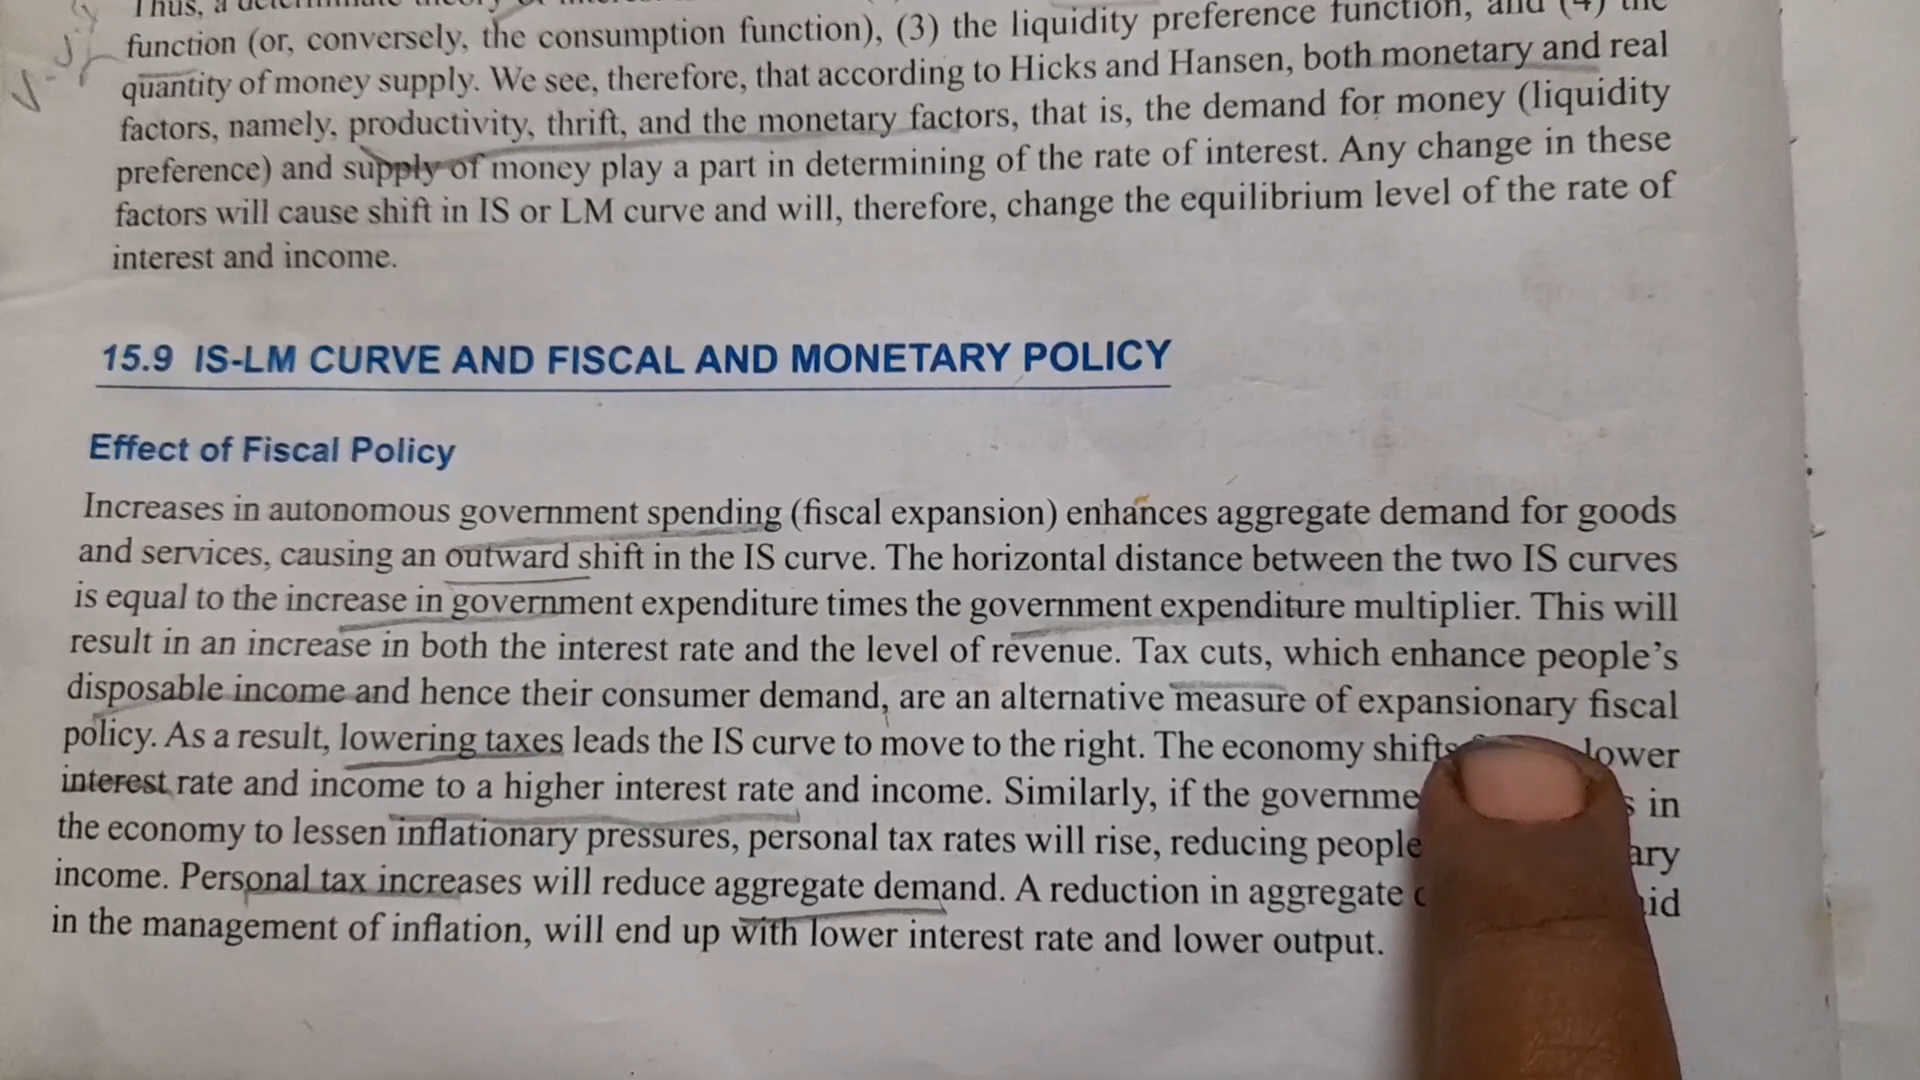 Thus, a
function (or, conversely, the consumption function), (3) the liquidity preference function, and (4) the
quantity of money supply. We see, therefore, that according to Hicks and Hansen, both monetary and real
factors, namely, productivity, thrift, and the monetary factors, that is, the demand for money (liquidity
preference) and supply of money play a part in determining of the rate of interest. Any change in these
factors will cause shift in IS or LM curve and will, therefore, change the equilibrium level of the rate of
interest and income.
15.9 IS-LM CURVE AND FISCAL AND MONETARY POLICY
Effect of Fiscal Policy
Increases in autonomous government spending (fiscal expansion) enhances aggregate demand for goods
and services, causing an outward shift in the IS curve. The horizontal distance between the two IS curves
is equal to the increase in government expenditure times the government expenditure multiplier. This will
result in an increase in both the interest rate and the level of revenue. Tax cuts, which enhance people's
disposable income and hence their consumer demand, are an alternative measure of expansionary fiscal
policy. As a result, lowering taxes leads the IS curve to move to the right. The economy shifts lower
interest rate and income to a higher interest rate and income. Similarly, if the in
the economy to lessen inflationary pressures, personal tax rates will rise, reducing
income. Personal tax increases will reduce aggregate demand. A reduction in aggregate
in the management of inflation, will end up with lower interest rate and lower output.